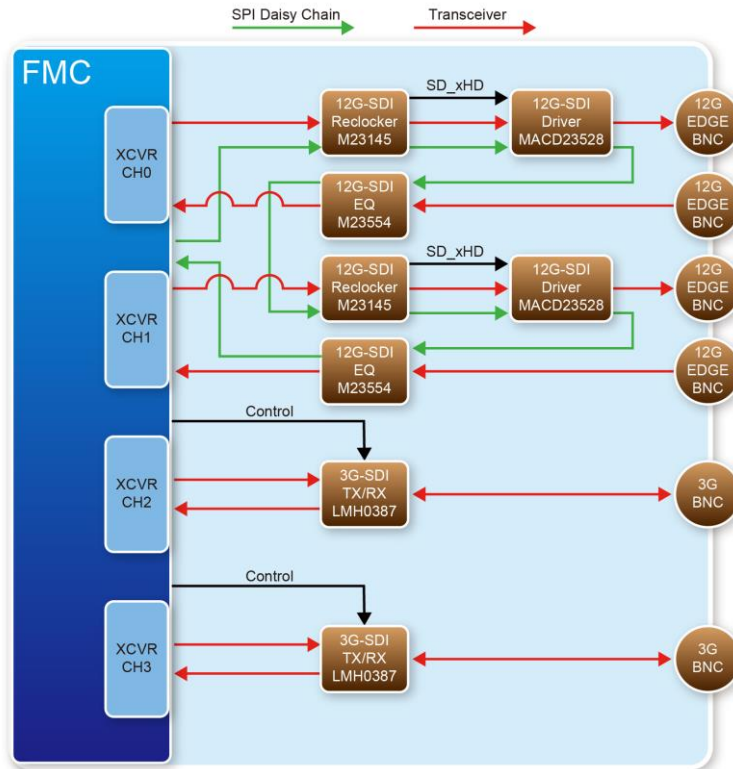 SPI Daisy Chain
Transceiver
FMC
XCVR
CH0
12G-SDI
Reclocker
M23145
SD_xHD
12G-SDI
Driver
MACD23528
12G
EDGE
BNC
12G-SDI
EQ
M23554
12G
EDGE
BNC
XCVR
CH1
12G-SDI
Reclocker
M23145
SD_xHD
12G-SDI
Driver
MACD23528
12G
EDGE
BNC
12G-SDI
EQ
M23554
12G
EDGE
BNC
Control
XCVR
CH2
3G-SDI
TX/RX
LMH0387
3G
BNC
Control
XCVR
CH3
3G-SDI
TX/RX
LMH0387
3G
BNC